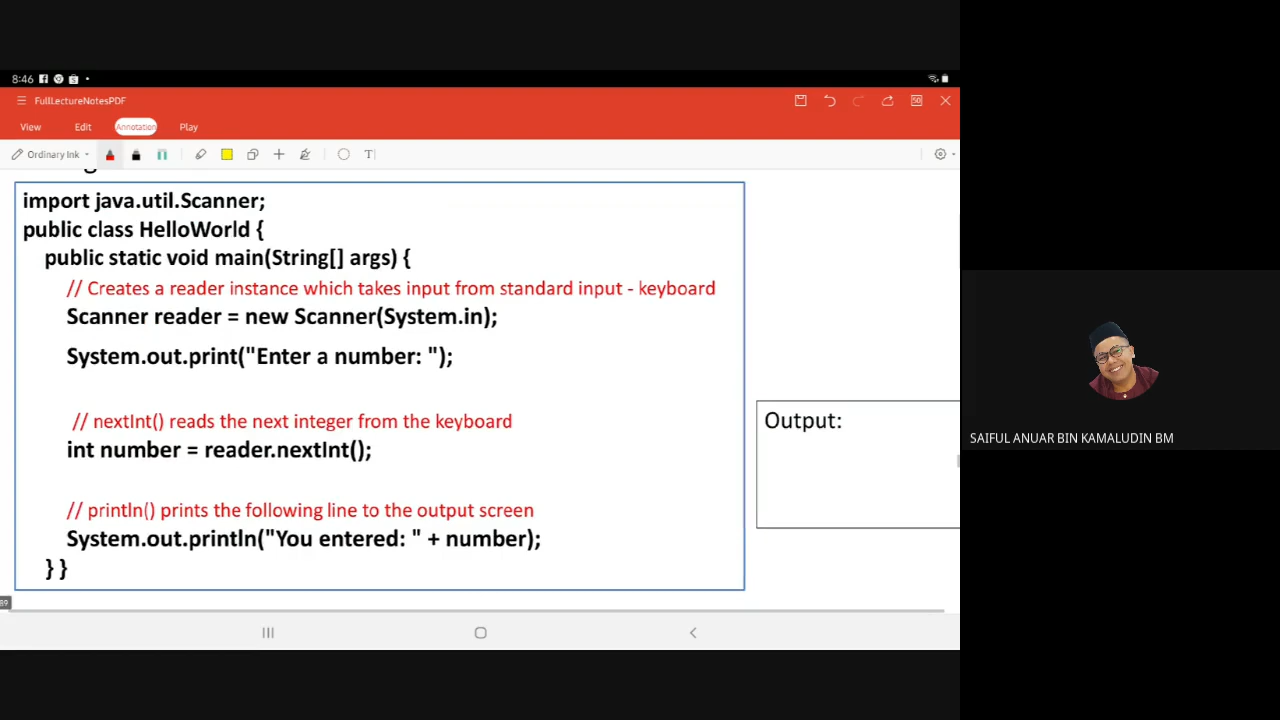 8:46
FullLectureNotesPDF
View Edit Annotation Play
Ordinary Ink
import java.util.Scanner;
public class HelloWorld {
public static void main(String[] args) {
// Creates a reader instance which takes input from standard input - keyboard
Scanner reader = new Scanner(System.in);
System.out.print("Enter a number: ");
// nextInt() reads the next integer from the keyboard
int number = reader.nextInt();
// println() prints the following line to the output screen
System.out.println("You entered: " + number);
} }
Output:
SAIFUL ANUAR BIN KAMALUDIN BM